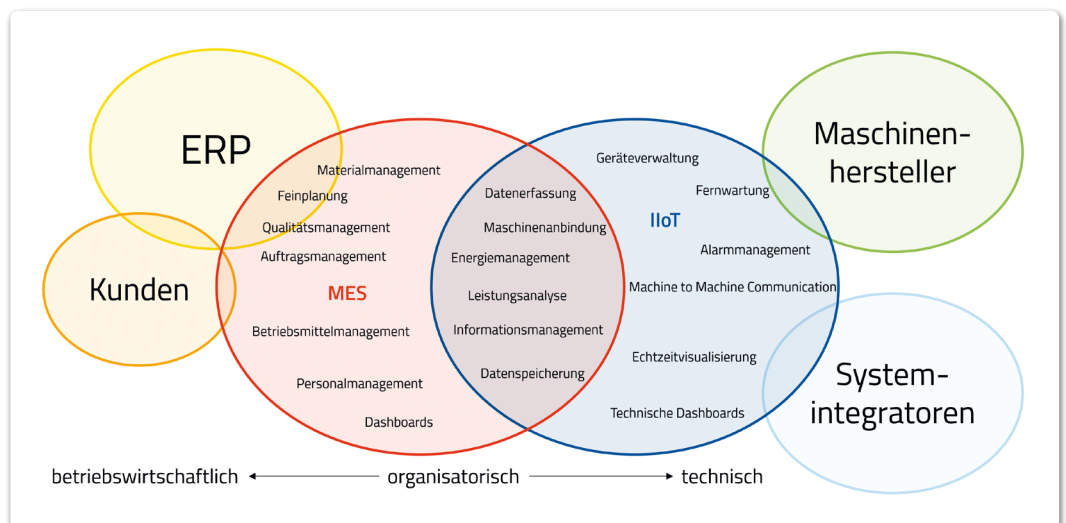 ERP
Kunden
Materialmanagement
Feinplanung
Qualitätsmanagement
Auftragsmanagement
MES
Betriebsmittelmanagement
Personalmanagement
Dashboards
Datenerfassung
Maschinenanbindung
Energiemanagement
Leistungsanalyse
Informationsmanagement
Datenspeicherung
Geräteverwaltung
Fernwartung
IIoT
Alarmmanagement
Machine to Machine Communication
Echtzeitvisualisierung
Technische Dashboards
Maschinen-
hersteller
System-
integratoren
betriebswirtschaftlich organisatorisch technisch